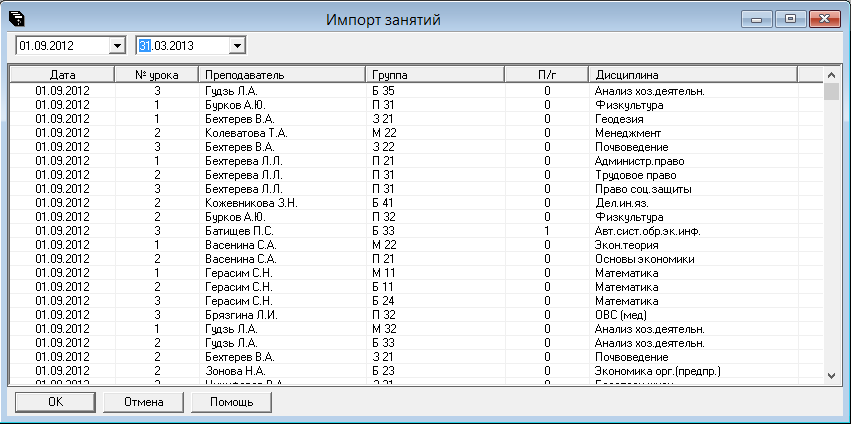 Импорт занятий
01.09.2012 31.03.2013
Дата № урока Преподаватель Группа П/г Дисциплина
01.09.2012 3 Гудзь Л.А. Б 35 0 Анализ хоз.деятельн.
01.09.2012 1 Бурков А.Ю. П 31 0 Физкультура
01.09.2012 1 Бехтерев В.А. З 21 0 Геодезия
01.09.2012 2 Колеватова Т.А. М 22 0 Менеджмент
01.09.2012 3 Бехтерев В.А. З 22 0 Почвоведение
01.09.2012 1 Бехтерева Л.Л. П 21 0 Администр.право
01.09.2012 2 Бехтерева Л.Л. П 31 0 Трудовое право
01.09.2012 3 Бехтерева Л.Л. П 31 0 Право соц.защиты
01.09.2012 2 Кожевникова З.Н. Б 41 0 Дел.ин.яз.
01.09.2012 2 Бурков А.Ю. П 32 0 Физкультура
01.09.2012 3 Батищев П.С. Б 33 1 Авт.сист.обр.эк.инф.
01.09.2012 1 Васенина С.А. М 22 0 Экон.теория
01.09.2012 2 Васенина С.А. П 21 0 Основы экономики
01.09.2012 1 Герасим С.Н. М 11 0 Математика
01.09.2012 2 Герасим С.Н. Б 11 0 Математика
01.09.2012 3 Герасим С.Н. Б 24 0 Математика
01.09.2012 3 Брязгина Л.И. П 32 0 ОВС (мед)
01.09.2012 1 Гудзь Л.А. М 32 0 Анализ хоз.деятельн.
01.09.2012 2 Гудзь Л.А. Б 33 0 Анализ хоз.деятельн.
01.09.2012 2 Бехтерев В.А. З 21 0 Почвоведение
01.09.2012 2 Зонова Н.А. Б 23 0 Экономика орг.(предпр.)
OK Отмена Помощь